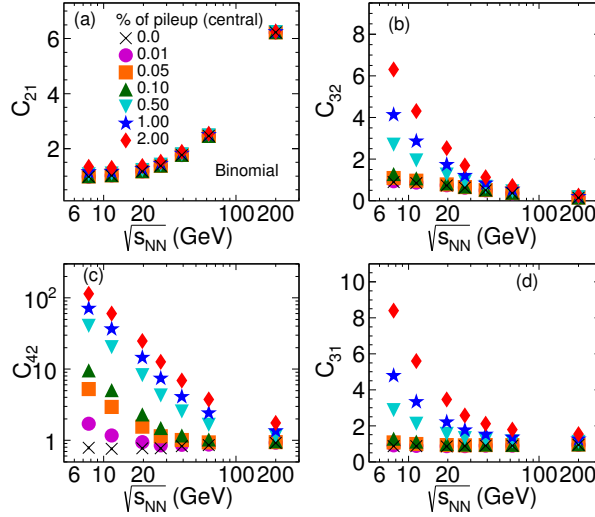 (a) % of pileup (central)
0.0
0.01
0.05
0.10
0.50
1.00
2.00
Binomial
C21
6
4
2
6 10 20 100 200
√sNN (GeV)
(b)
C32
8
6
4
2
0
6 10 20 100 200
√sNN (GeV)
(c)
C42
10²
10
1
6 10 20 100 200
√sNN (GeV)
(d)
C31
10
8
6
4
2
0
6 10 20 100 200
√sNN (GeV)